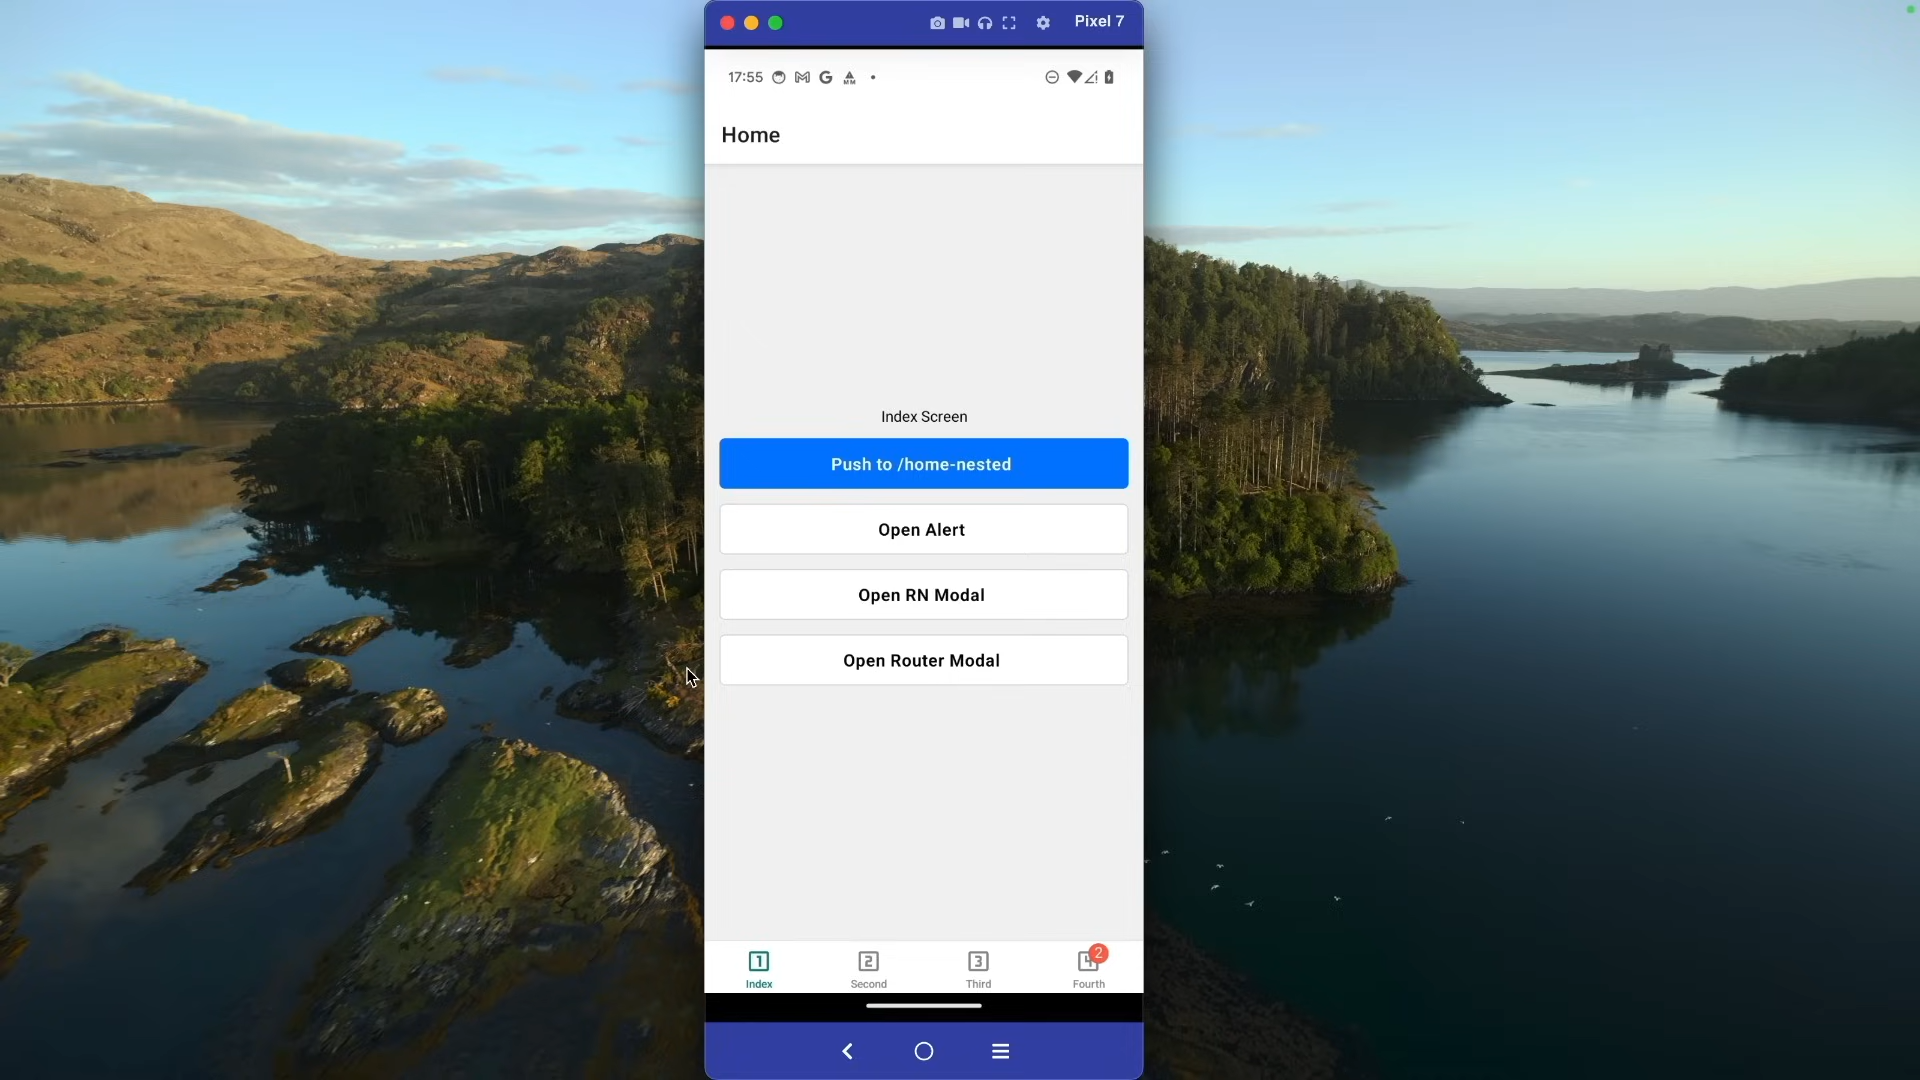 Pixel 7
17:55
Home
Index Screen
Push to /home-nested
Open Alert
Open RN Modal
Open Router Modal
1 2 3 4 2
Index Second Third Fourth